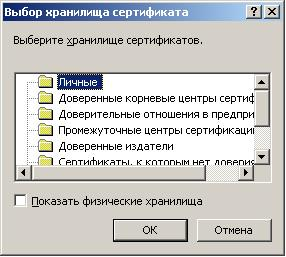 Выбор хранилища сертификата
Выберите хранилище сертификатов.
Личные
Доверенные корневые центры сертиф
Доверительные отношения в предпри
Промежуточные центры сертификаци
Доверенные издатели
Сертификаты, к которым нет доверия
Показать физические хранилища
ОК
Отмена